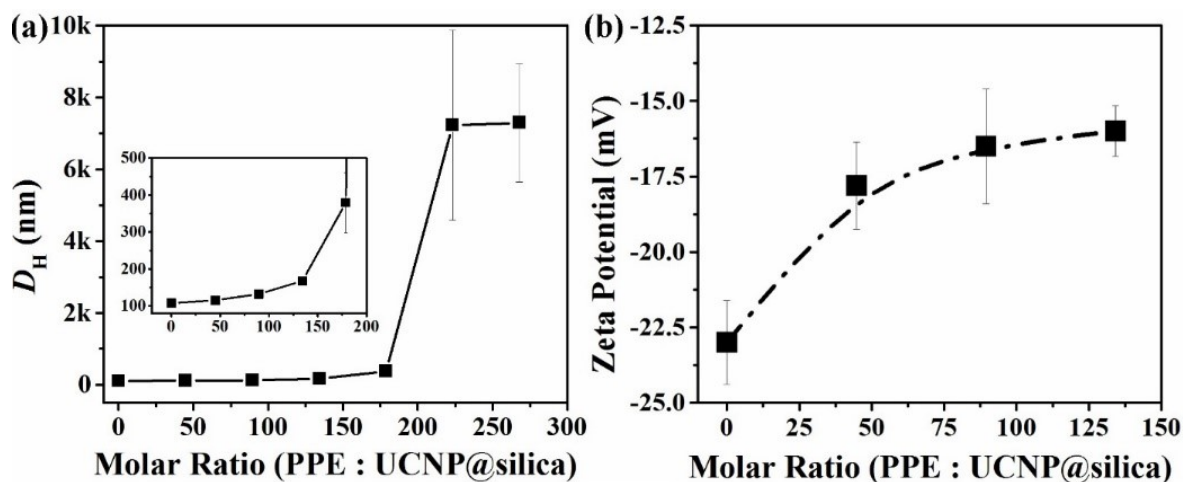 (a)
10k
8k
6k
4k
2k
0
D_H (nm)
500
400
300
200
100
0 50 100 150 200
0 50 100 150 200 250 300
Molar Ratio (PPE : UCNP@silica)
(b)
-12.5
-15.0
-17.5
-20.0
-22.5
-25.0
Zeta Potential (mV)
0 25 50 75 100 125 150
Molar Ratio (PPE : UCNP@silica)